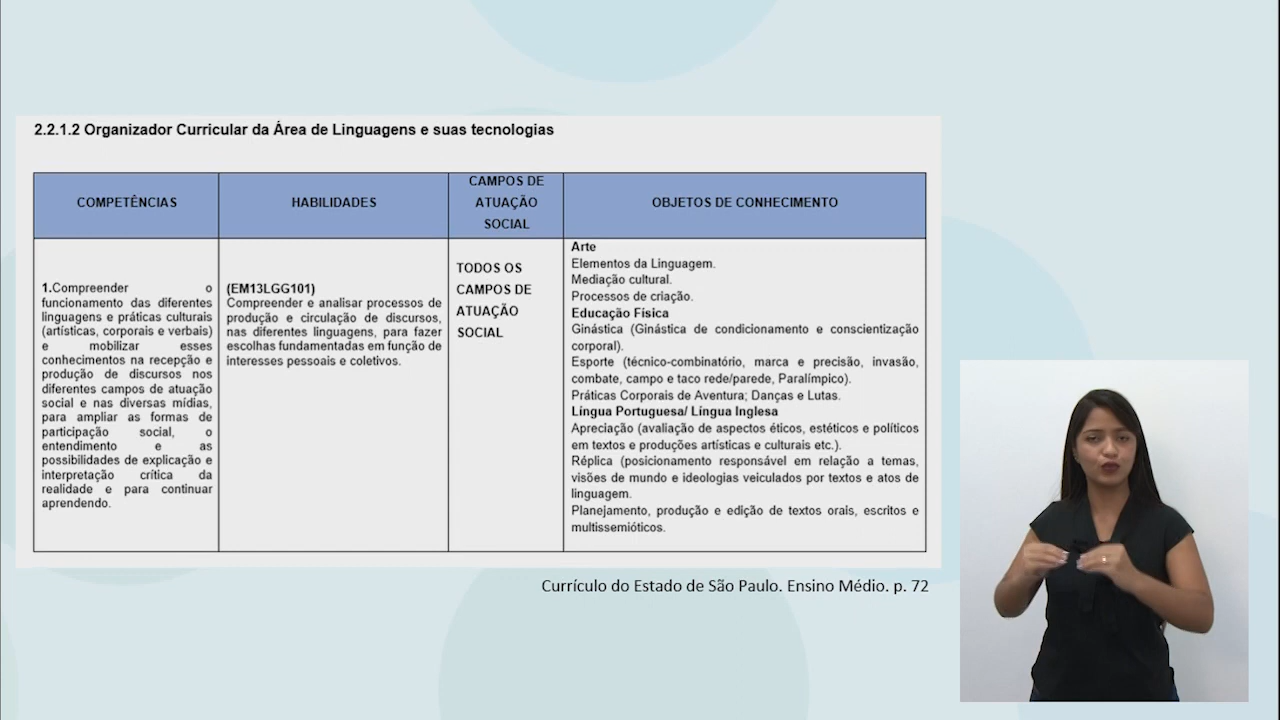 2.2.1.2 Organizador Curricular da Área de Linguagens e suas tecnologias
COMPETÊNCIAS
HABILIDADES
CAMPOS DE
ATUAÇÃO
SOCIAL
OBJETOS DE CONHECIMENTO
1.Compreender o
funcionamento das diferentes
linguagens e práticas culturais
(artísticas, corporais e verbais)
e mobilizar esses
conhecimentos na recepção e
produção de discursos nos
diferentes campos de atuação
social e nas diversas mídias,
para ampliar as formas de
participação social, o
entendimento e as
possibilidades de explicação e
interpretação crítica da
realidade e para continuar
aprendendo.
(EM13LGG101)
Compreender e analisar processos de
produção e circulação de discursos,
nas diferentes linguagens, para fazer
escolhas fundamentadas em função de
interesses pessoais e coletivos.
TODOS OS
CAMPOS DE
ATUAÇÃO
SOCIAL
Arte
Elementos da Linguagem.
Mediação cultural.
Processos de criação.
Educação Física
Ginástica (Ginástica de condicionamento e conscientização
corporal).
Esporte (técnico-combinatório, marca e precisão, invasão,
combate, campo e taco rede/parede, Paralímpico).
Práticas Corporais de Aventura; Danças e Lutas.
Língua Portuguesa/ Língua Inglesa
Apreciação (avaliação de aspectos éticos, estéticos e políticos
em textos e produções artísticas e culturais etc.).
Réplica (posicionamento responsável em relação a temas,
visões de mundo e ideologias veiculados por textos e atos de
linguagem.
Planejamento, produção e edição de textos orais, escritos e
multissemióticos.
Currículo do Estado de São Paulo. Ensino Médio. p. 72